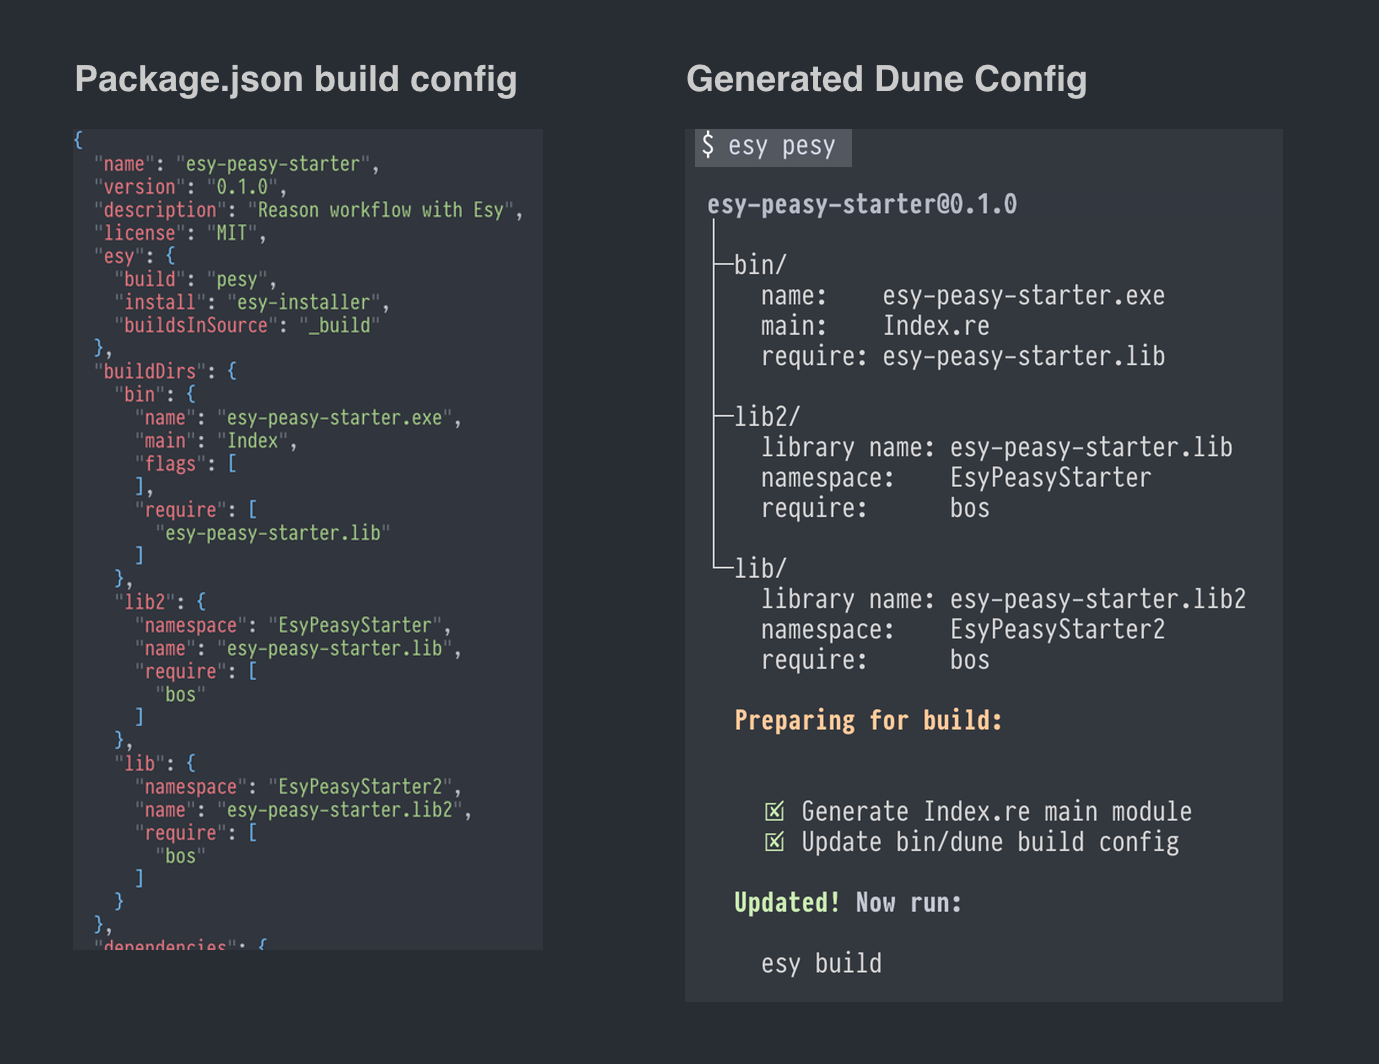 Package.json build config
{
"name": "esy-peasy-starter",
"version": "0.1.0",
"description": "Reason workflow with Esy",
"license": "MIT",
"esy": {
"build": "pesy",
"install": "esy-installer",
"buildsInSource": "_build"
},
"buildDirs": {
"bin": {
"name": "esy-peasy-starter.exe",
"main": "Index",
"flags": [
],
"require": [
"esy-peasy-starter.lib"
]
},
"lib2": {
"namespace": "EsyPeasyStarter",
"name": "esy-peasy-starter.lib",
"require": [
"bos"
]
},
"lib": {
"namespace": "EsyPeasyStarter2",
"name": "esy-peasy-starter.lib2",
"require": [
"bos"
]
}
},
"dependencies": {
Generated Dune Config
$ esy pesy
esy-peasy-starter@0.1.0
bin/
name: esy-peasy-starter.exe
main: Index.re
require: esy-peasy-starter.lib
lib2/
library name: esy-peasy-starter.lib
namespace: EsyPeasyStarter
require: bos
lib/
library name: esy-peasy-starter.lib2
namespace: EsyPeasyStarter2
require: bos
Preparing for build:
☒ Generate Index.re main module
☒ Update bin/dune build config
Updated! Now run:
esy build